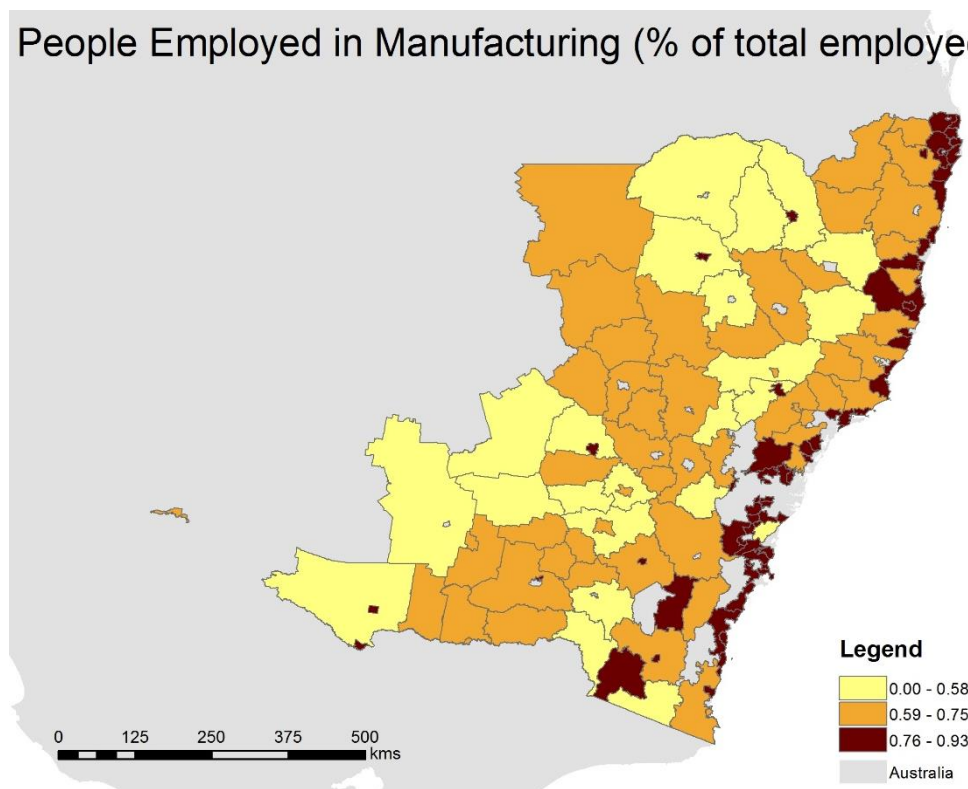 People Employed in Manufacturing (% of total employe
Legend
0.00 - 0.58
0.59 - 0.75
0.76 - 0.93
Australia
0 125 250 375 500
kms